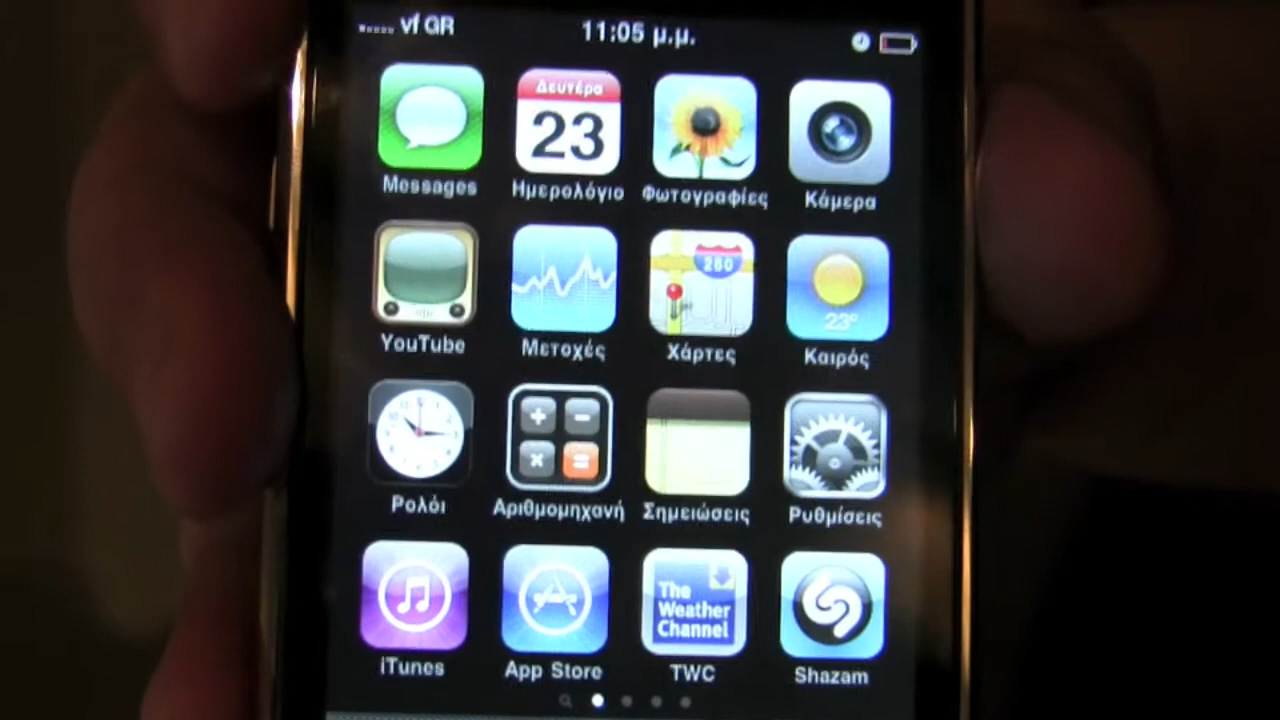 vf GR 11:05 μ.μ.
Δευτέρα
23
Messages Ημερολόγιο Φωτογραφίες Κάμερα
280
23°
YouTube Μετοχές Χάρτες Καιρός
Ρολόι Αριθμομηχανή Σημειώσεις Ρυθμίσεις
The
Weather
Channel
iTunes App Store TWC Shazam